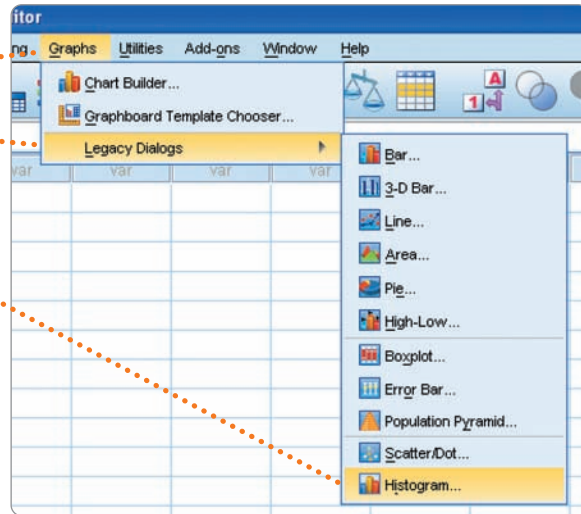 itor
ng Graphs Utilities Add-ons Window Help
Chart Builder...
Graphboard Template Chooser...
Legacy Dialogs
var var var var
Bar...
3-D Bar...
Line...
Area...
Pie...
High-Low...
Boxplot...
Error Bar...
Population Pyramid...
Scatter/Dot...
Histogram...
A
1